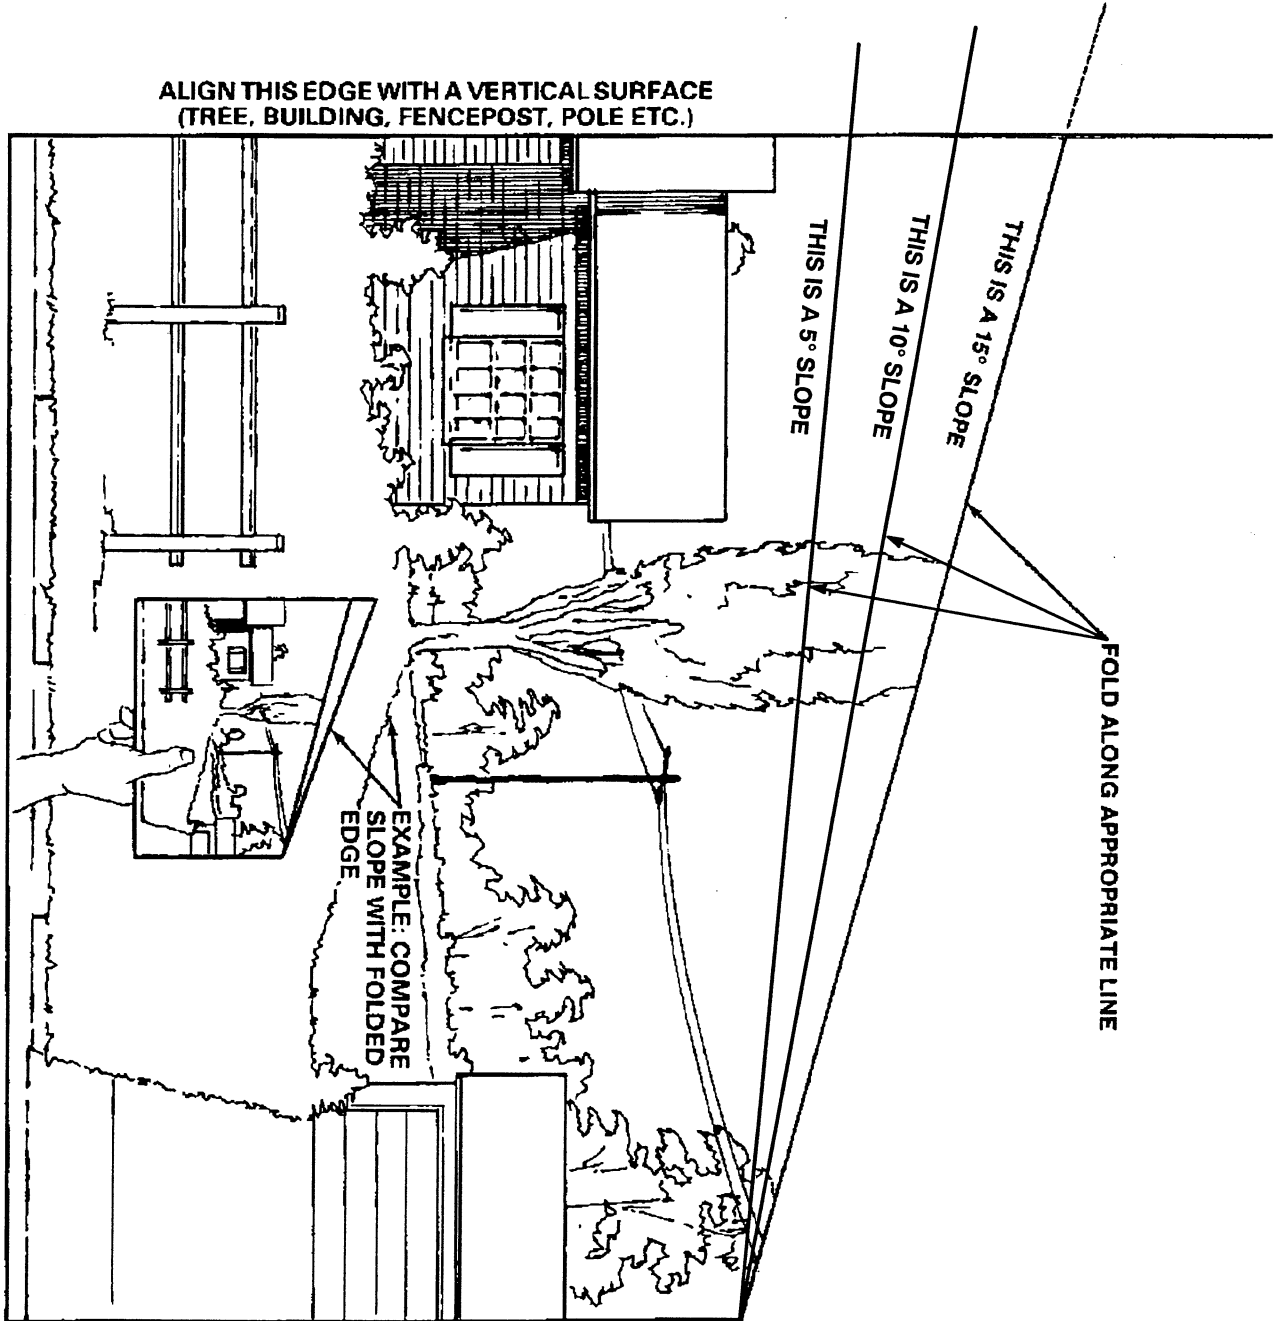 ALIGN THIS EDGE WITH A VERTICAL SURFACE
(TREE, BUILDING, FENCEPOST, POLE ETC.)
THIS IS A 15° SLOPE
THIS IS A 10° SLOPE
THIS IS A 5° SLOPE
FOLD ALONG APPROPRIATE LINE
EXAMPLE: COMPARE
SLOPE WITH FOLDED
EDGE